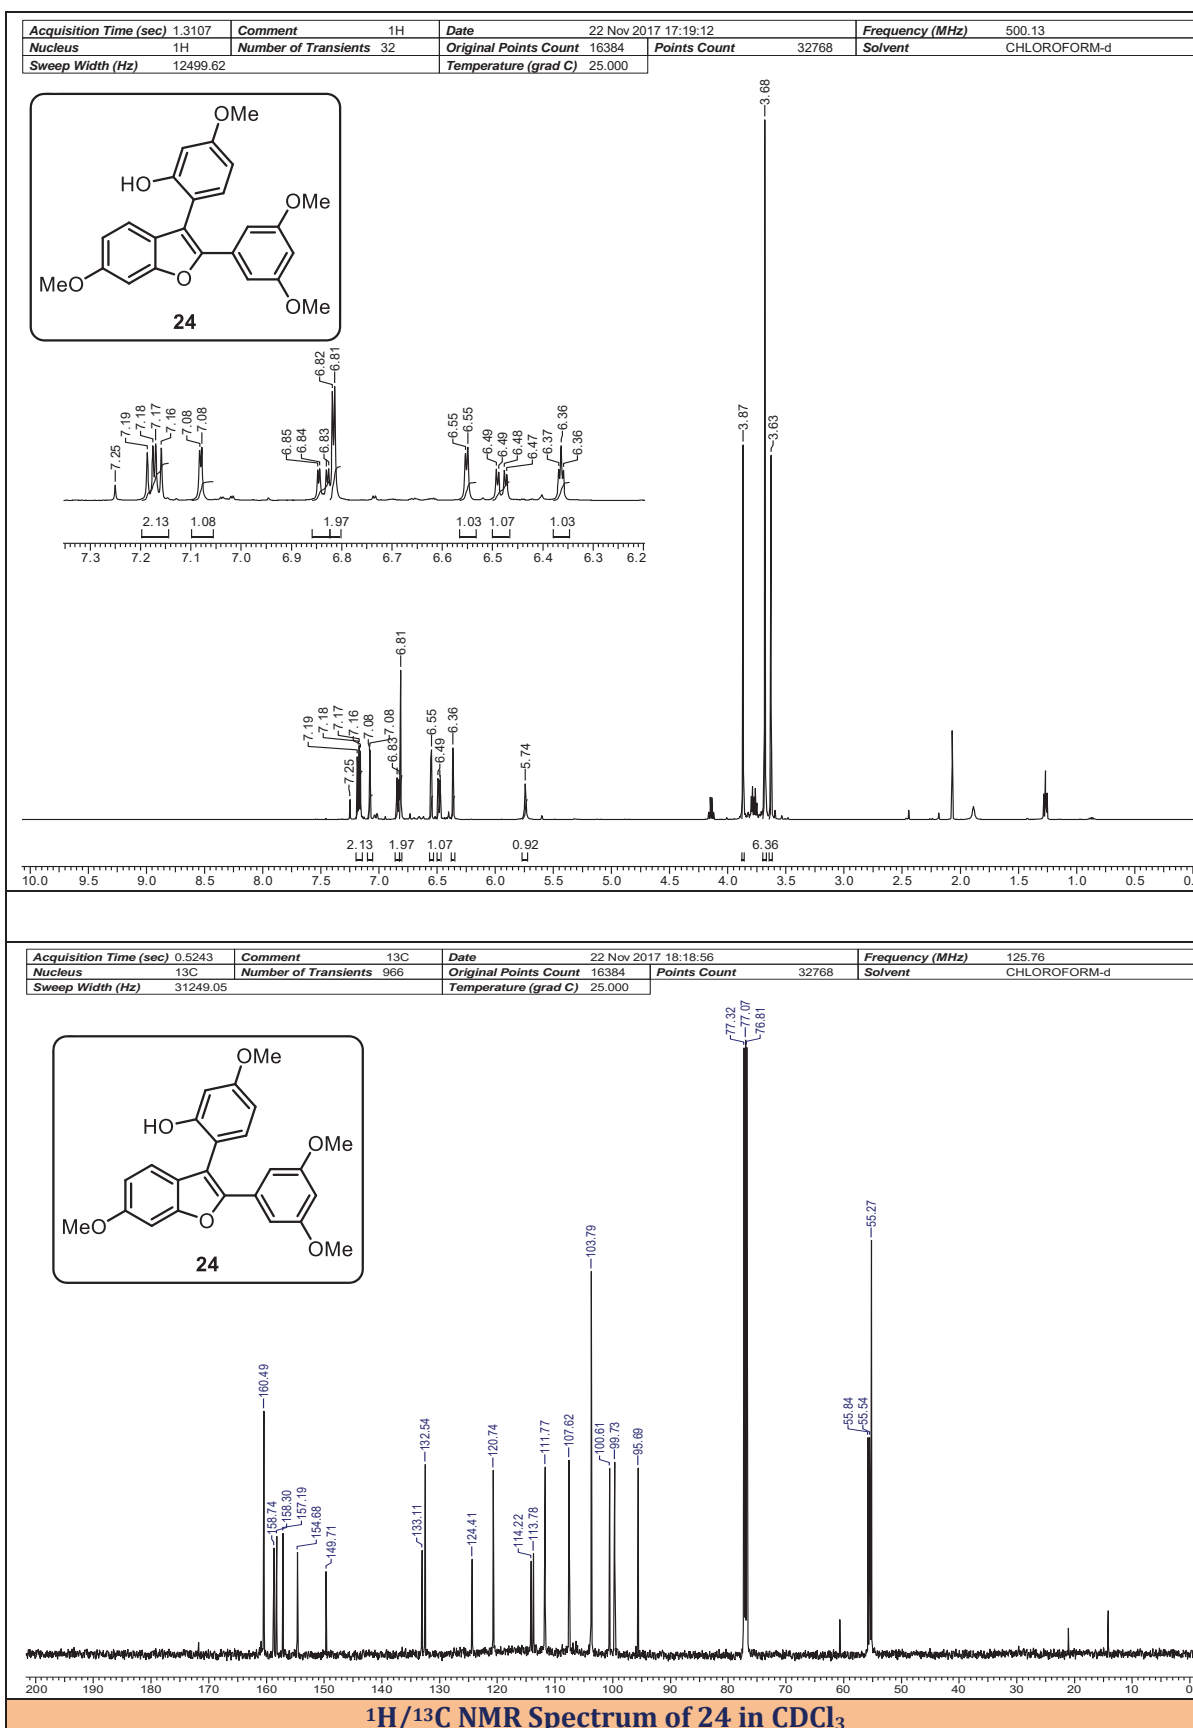 Acquisition Time (sec) 1.3107 Comment 1H Date 22 Nov 2017 17:19:12 Frequency (MHz) 500.13
Nucleus 1H Number of Transients 32 Original Points Count 16384 Points Count 32768 Solvent CHLOROFORM-d
Sweep Width (Hz) 12499.62 Temperature (grad C) 25.000
OMe
HO
OMe
MeO
O
OMe
24
3.68
3.87
3.63
7.25
7.19
7.18
7.17
7.16
7.08
7.08
6.85
6.84
6.83
6.82
6.81
6.55
6.55
6.49
6.49
6.48
6.47
6.37
6.36
6.36
2.13 1.08 1.97 1.03 1.07 1.03
7.3 7.2 7.1 7.0 6.9 6.8 6.7 6.6 6.5 6.4 6.3 6.2
7.25
7.19
7.18
7.17
7.16
7.08
7.08
6.83
6.81
6.55
6.49
6.36
5.74
2.13 1.97 1.07 0.92 6.36
10.0 9.5 9.0 8.5 8.0 7.5 7.0 6.5 6.0 5.5 5.0 4.5 4.0 3.5 3.0 2.5 2.0 1.5 1.0 0.5 0.
Acquisition Time (sec) 0.5243 Comment 13C Date 22 Nov 2017 18:18:56 Frequency (MHz) 125.76
Nucleus 13C Number of Transients 966 Original Points Count 16384 Points Count 32768 Solvent CHLOROFORM-d
Sweep Width (Hz) 31249.05 Temperature (grad C) 25.000
OMe
HO
OMe
MeO
O
OMe
24
160.49
158.74
158.30
157.19
154.68
149.71
133.11
132.54
124.41
120.74
114.22
113.78
111.77
107.62
103.79
100.61
99.73
95.69
77.32
77.07
76.81
55.84
55.54
55.27
200 190 180 170 160 150 140 130 120 110 100 90 80 70 60 50 40 30 20 10 0
¹H/¹³C NMR Spectrum of 24 in CDCl₃